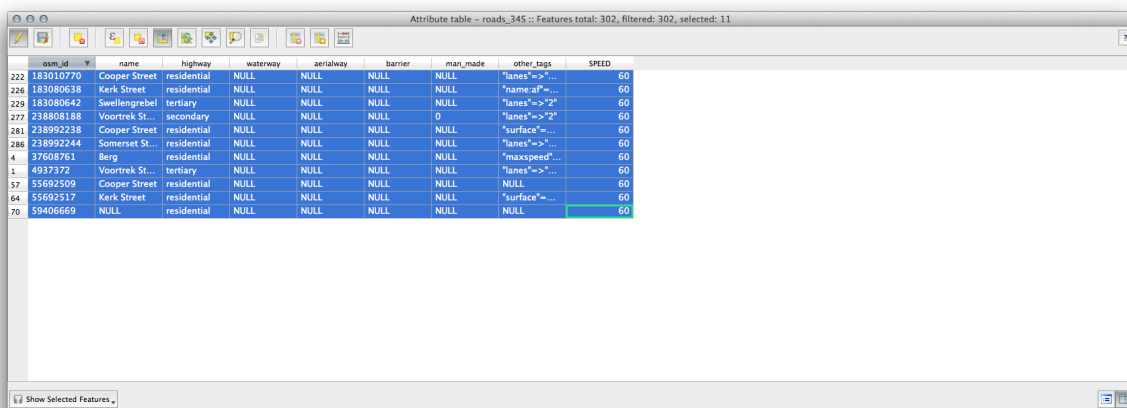 Attribute table - roads_34S :: Features total: 302, filtered: 302, selected: 11
ε
?
osm_id name highway waterway aerialway barrier man_made other_tags SPEED
222 183010770 Cooper Street residential NULL NULL NULL NULL "lanes"=>"... 60
226 183080638 Kerk Street residential NULL NULL NULL NULL "name:af"=... 60
229 183080642 Swellengrebel tertiary NULL NULL NULL NULL "lanes"=>"2" 60
277 238808188 Voortrek St... secondary NULL NULL NULL 0 "lanes"=>"2" 60
281 238992238 Cooper Street residential NULL NULL NULL NULL "surface"=... 60
286 238992244 Somerset St... residential NULL NULL NULL NULL "lanes"=>"... 60
4 37608761 Berg residential NULL NULL NULL NULL "maxspeed"... 60
1 4937372 Voortrek St... tertiary NULL NULL NULL NULL "lanes"=>"... 60
57 55692509 Cooper Street residential NULL NULL NULL NULL NULL 60
64 55692517 Kerk Street residential NULL NULL NULL NULL "surface"=... 60
70 59406669 NULL residential NULL NULL NULL NULL NULL 60
Show Selected Features